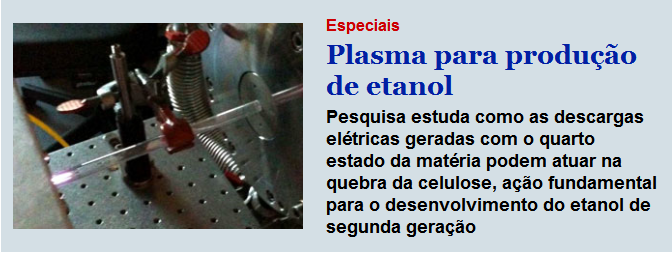 Especiais
Plasma para produção
de etanol
Pesquisa estuda como as descargas
elétricas geradas com o quarto
estado da matéria podem atuar na
quebra da celulose, ação fundamental
para o desenvolvimento do etanol de
segunda geração